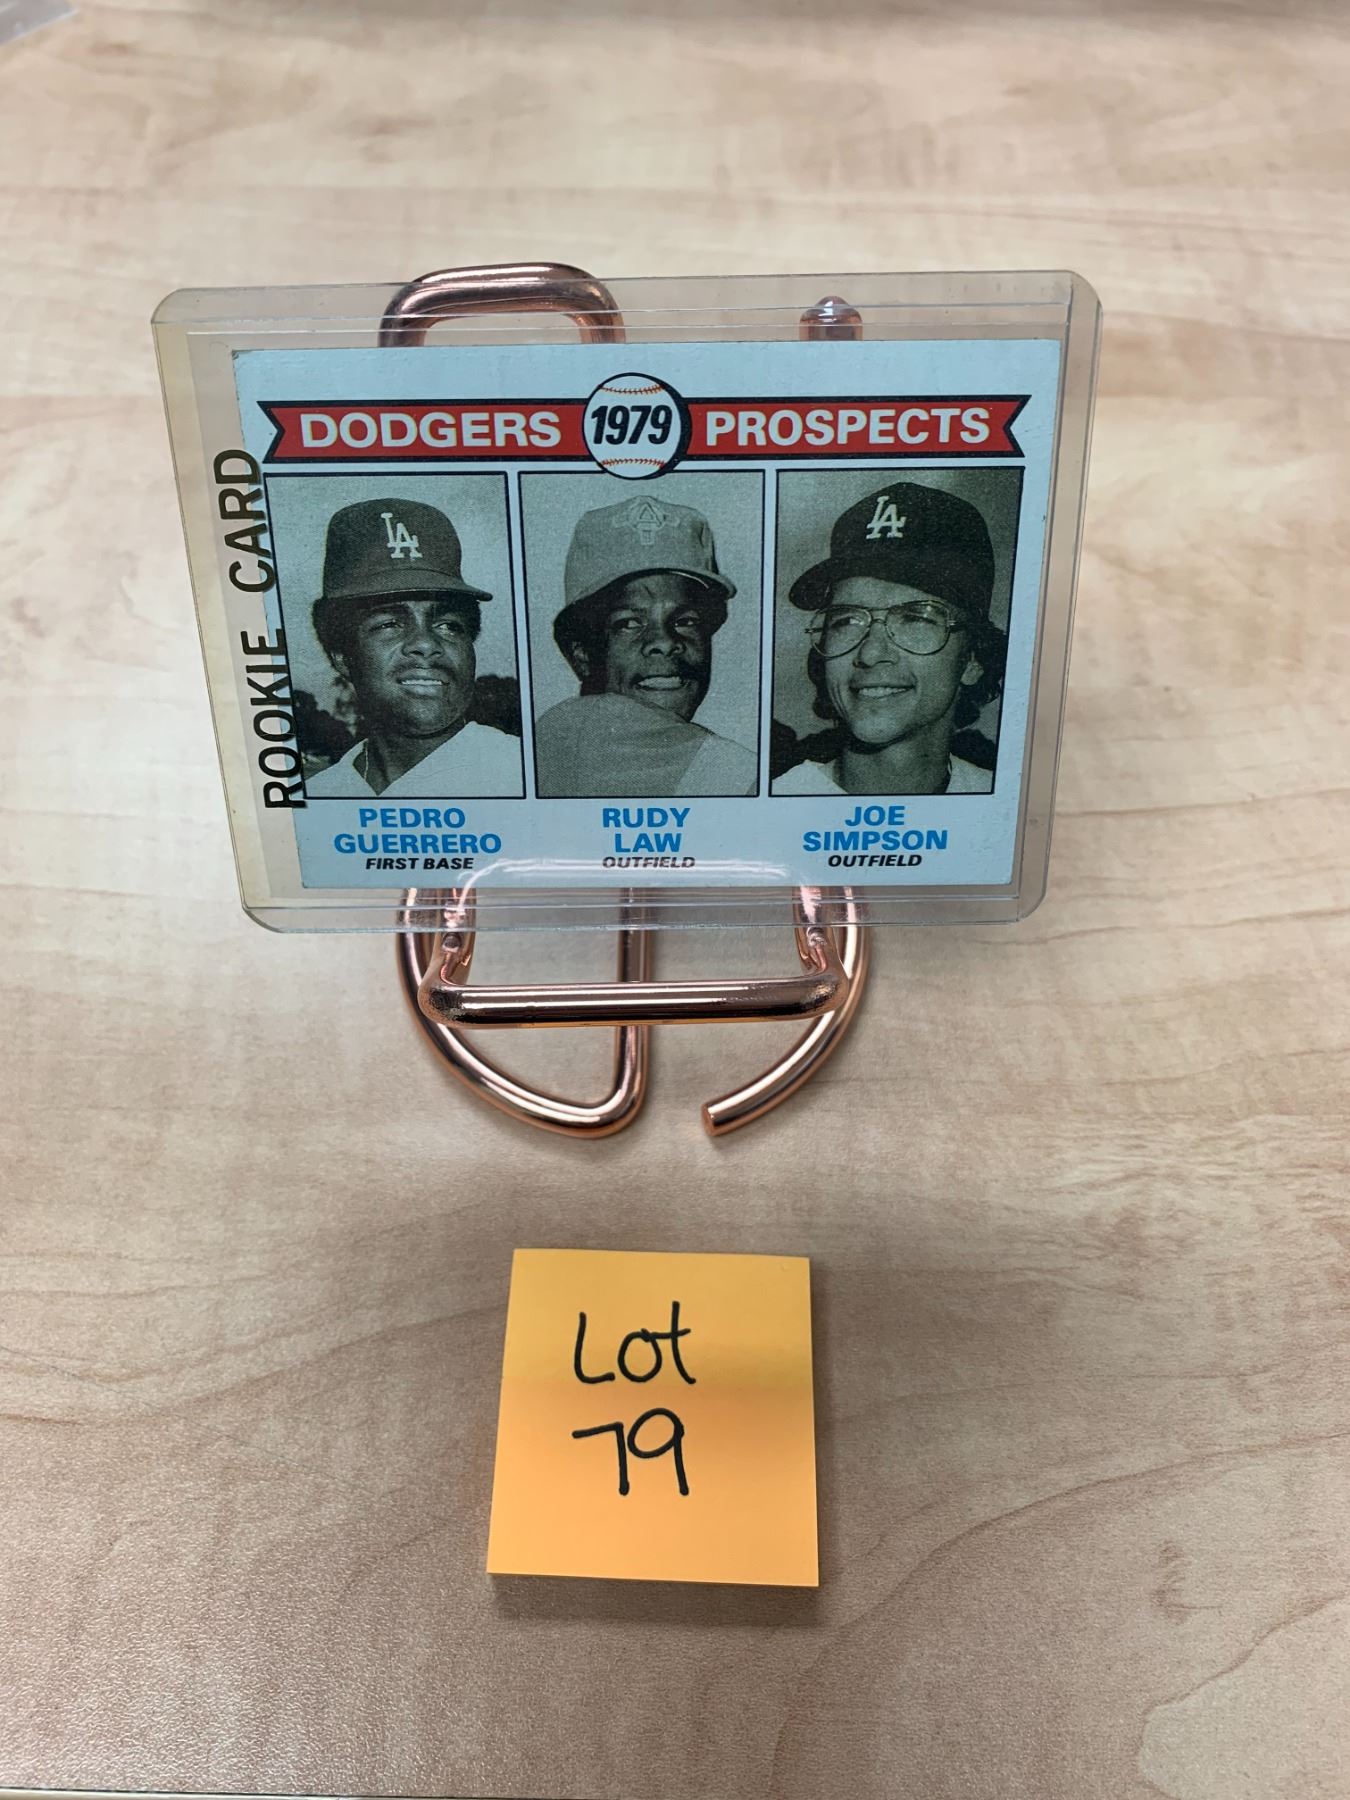 DODGERS 1979 PROSPECTS
ROOKIE CARD
LA
LA
PEDRO
GUERRERO
FIRST BASE
RUDY
LAW
OUTFIELD
JOE
SIMPSON
OUTFIELD
Lot
79